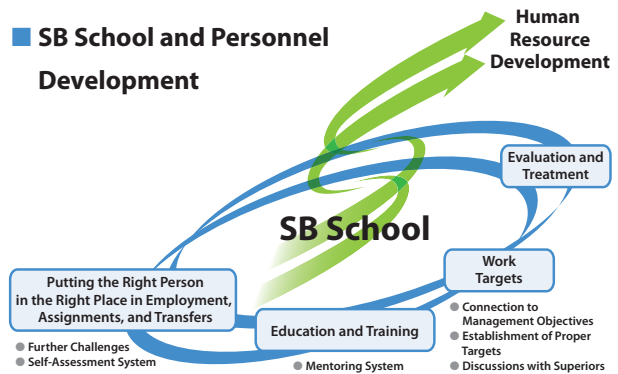 SB School and Personnel
Development
Human
Resource
Development
Evaluation and
Treatment
SB School
Work
Targets
● Connection to
Management Objectives
● Establishment of Proper
Targets
● Discussions with Superiors
Putting the Right Person
in the Right Place in Employment,
Assignments, and Transfers
● Further Challenges
● Self-Assessment System
Education and Training
● Mentoring System